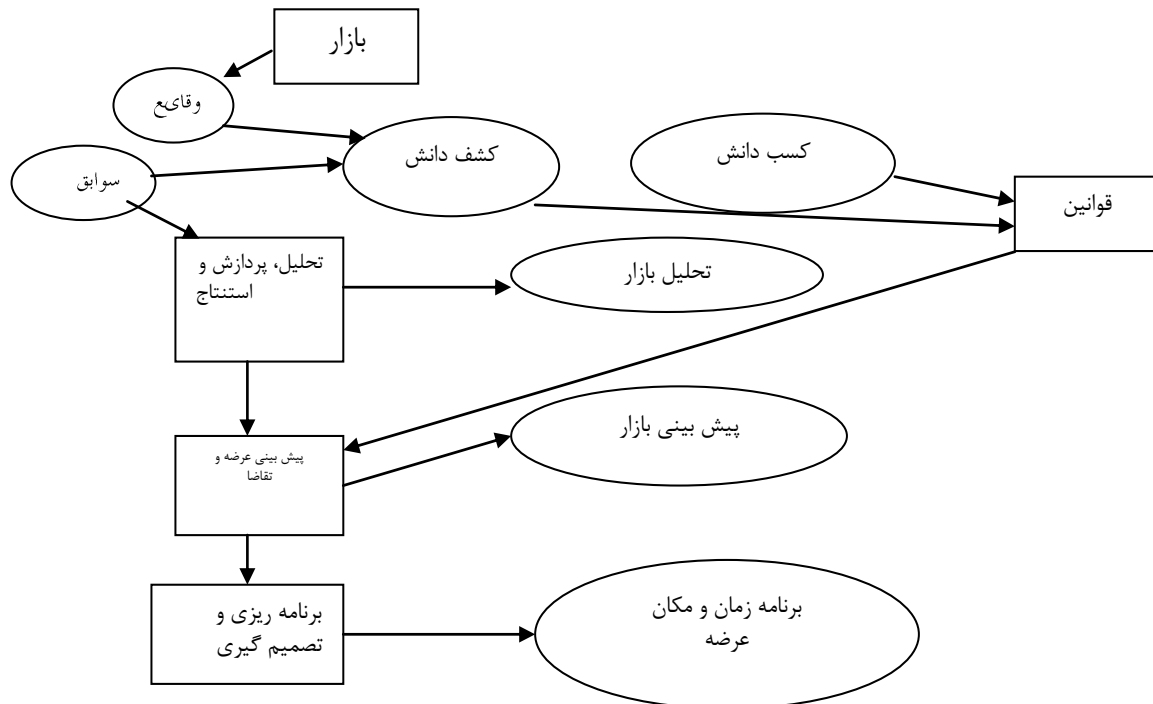 بازار
وقایع
کشف دانش
کسب دانش
سوابق
قوانین
تحلیل، پردازش و
استنتاج
تحلیل بازار
پیش بینی بازار
پیش بینی عرضه و
تقاضا
برنامه ریزی و
تصمیم گیری
برنامه زمان و مکان
عرضه